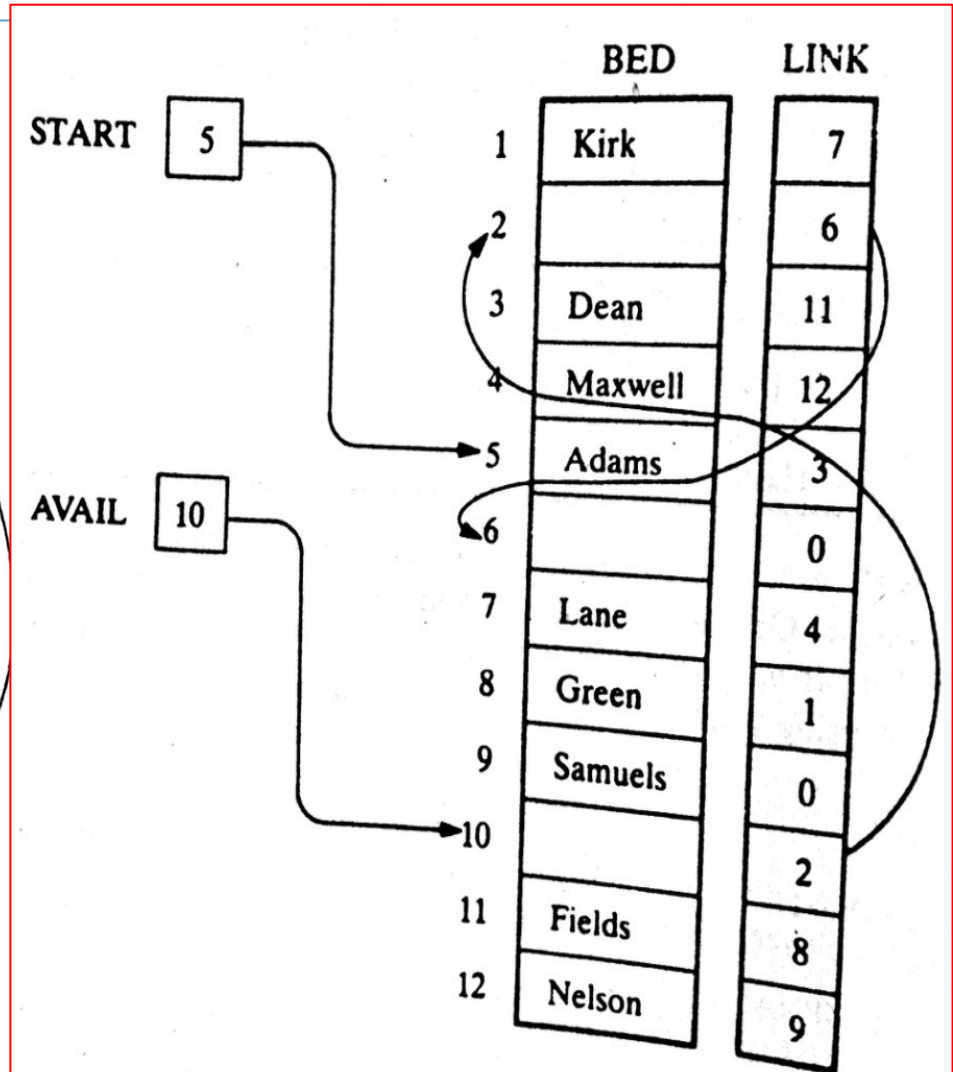 BED LINK
START 5
1 Kirk 7
2 6
3 Dean 11
4 Maxwell 12
5 Adams 3
AVAIL 10
6 0
7 Lane 4
8 Green 1
9 Samuels 0
10 2
11 Fields 8
12 Nelson 9